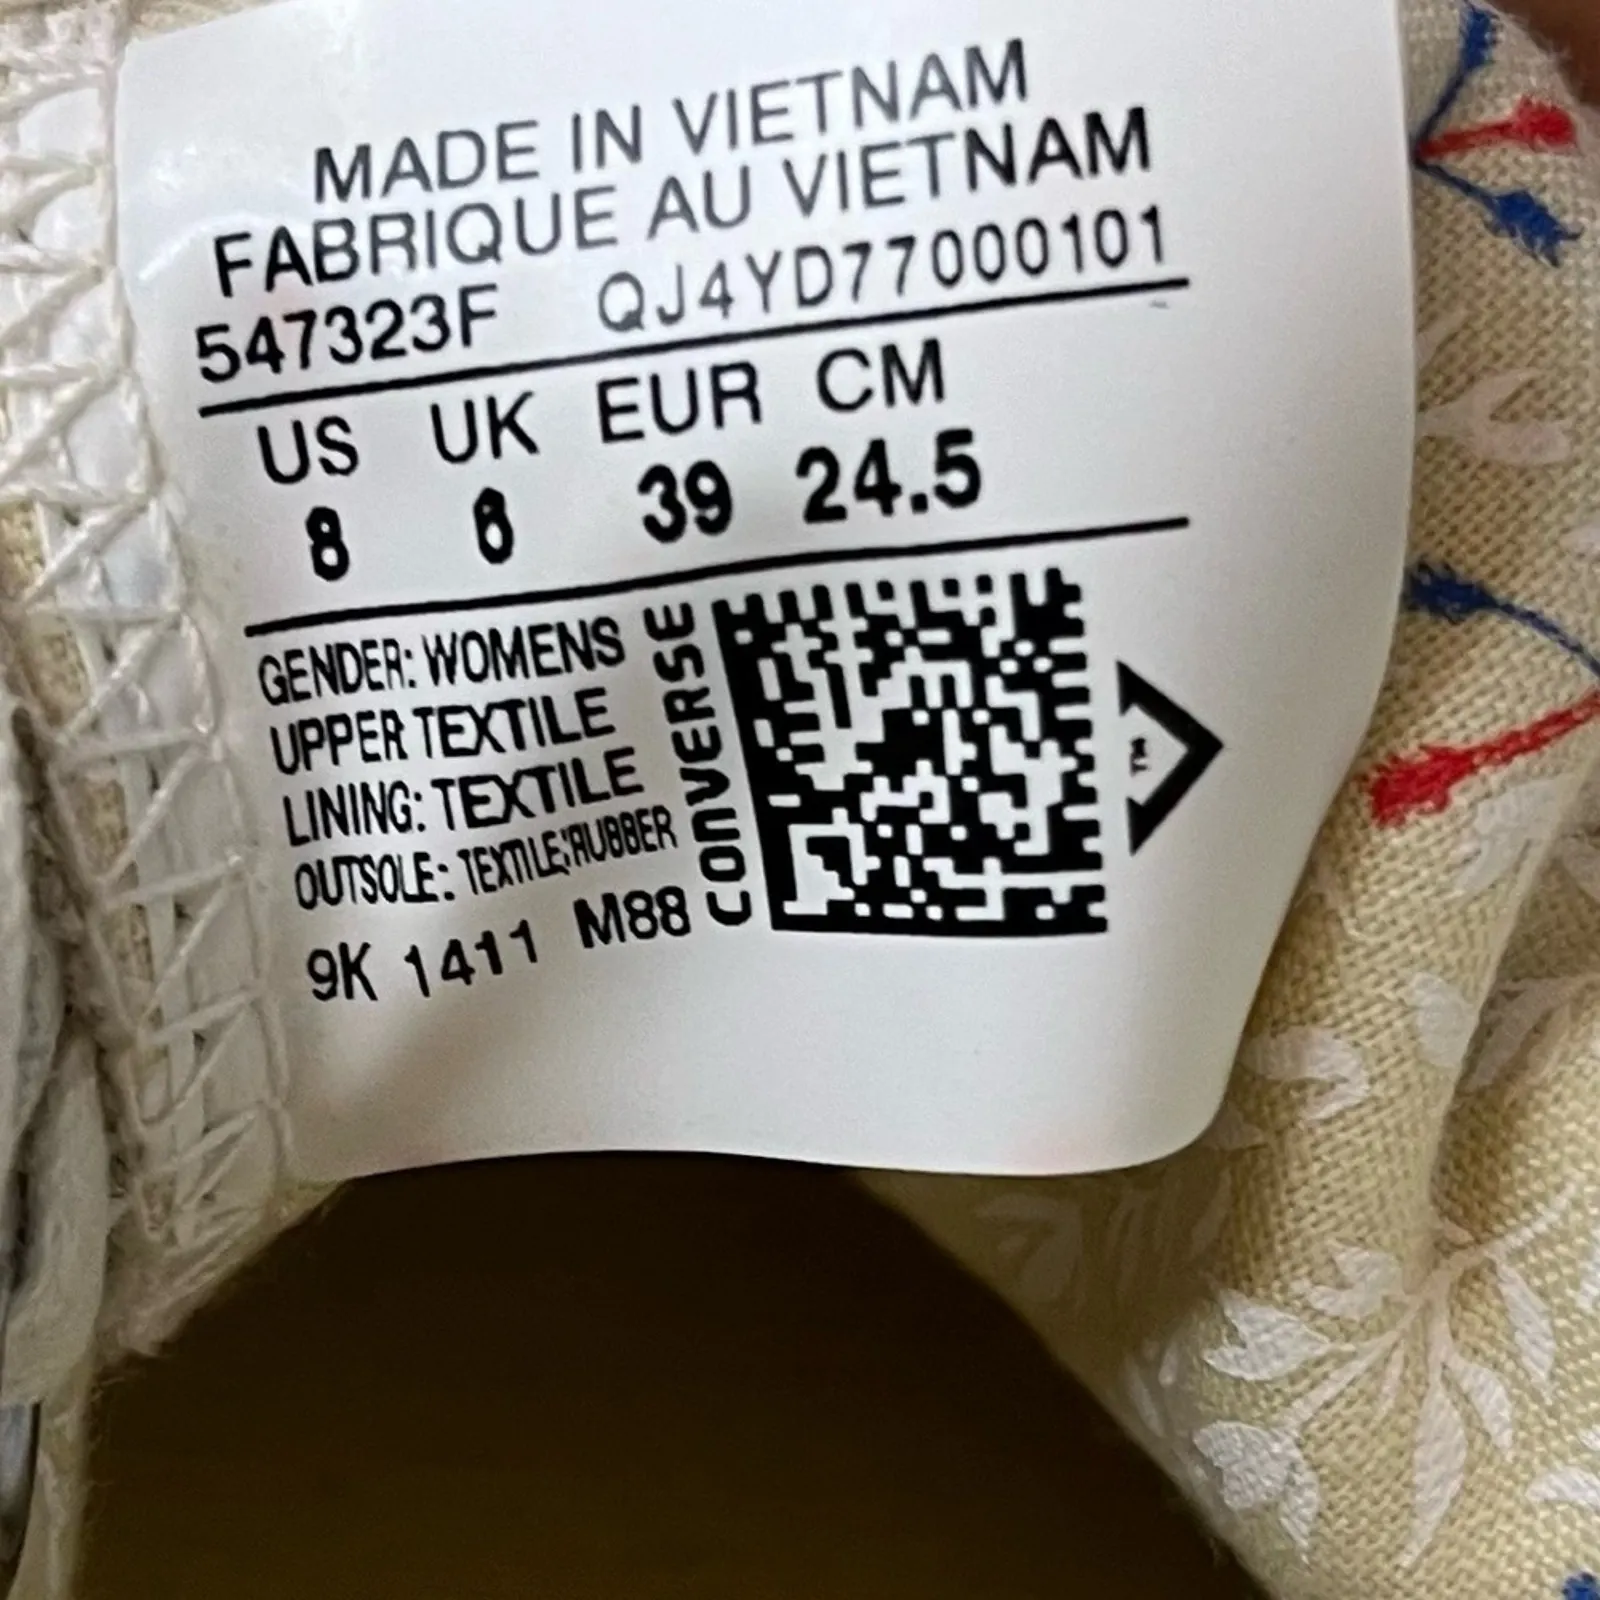 MADE IN VIETNAM
FABRIQUE AU VIETNAM
547323F QJ4YD77000101
US UK EUR CM
8 6 39 24.5
GENDER: WOMENS
UPPER TEXTILE
LINING: TEXTILE
OUTSOLE: TEXTILE;RUBBER
9K 1411 M88
CONVERSE
TM